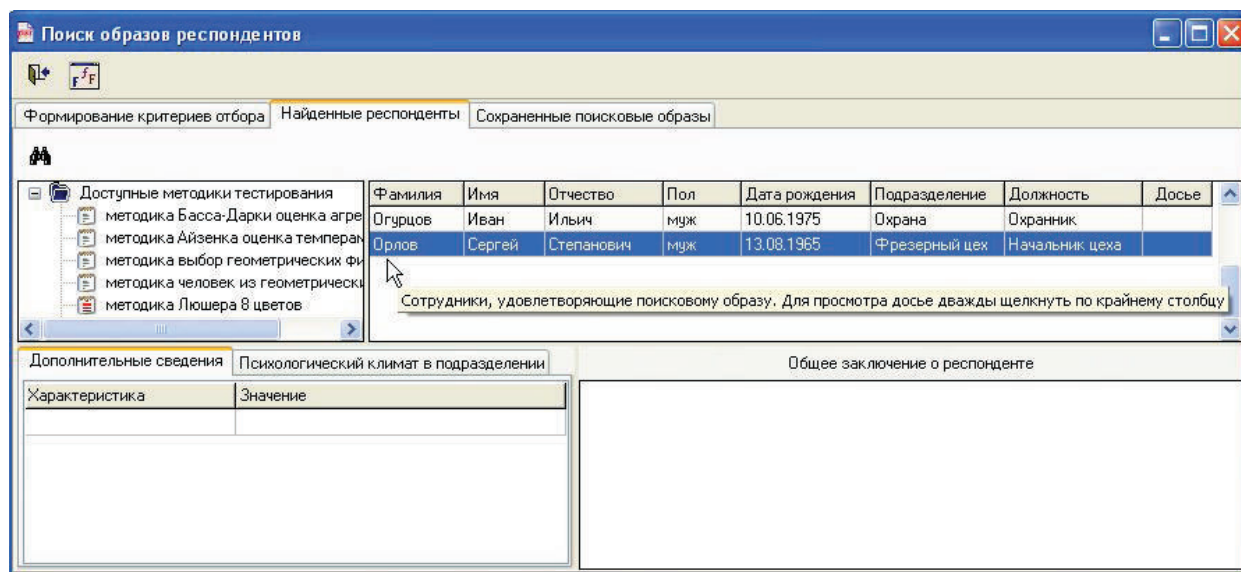 Поиск образов респондентов
Формирование критериев отбора Найденные респонденты Сохраненные поисковые образы
Доступные методики тестирования
методика Басса-Дарки оценка агре
методика Айзенка оценка темперам
методика выбор геометрических фи
методика человек из геометрически
методика Люшера 8 цветов
Фамилия Имя Отчество Пол Дата рождения Подразделение Должность Досье
Огурцов Иван Ильич муж 10.06.1975 Охрана Охранник
Орлов Сергей Степанович муж 13.08.1965 Фрезерный цех Начальник цеха
Сотрудники, удовлетворяющие поисковому образу. Для просмотра досье дважды щелкнуть по крайнему столбцу
Дополнительные сведения Психологический климат в подразделении
Общее заключение о респонденте
Характеристика Значение